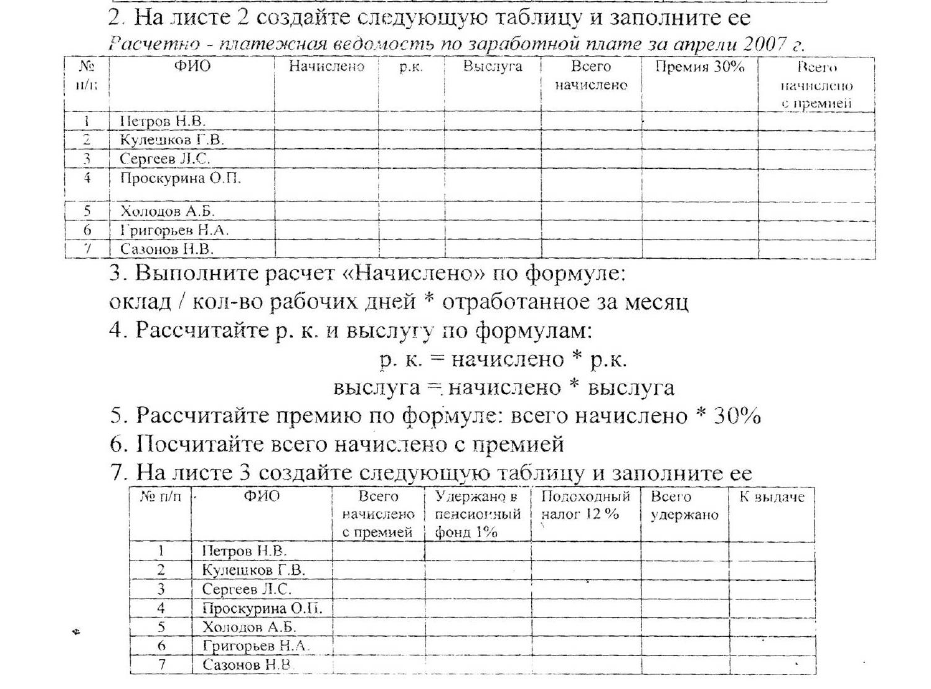 2. На листе 2 создайте следующую таблицу и заполните ее
Расчетно - платежная ведомость по заработной плате за апрели 2007 г.
№ ФИО Начислено р.к. Выслуга Всего Премия 30% Всего
п/п начислено начислено
с премией
1 Петров Н.В.
2 Кулешков Г.В.
3 Сергеев Л.С.
4 Проскурина О.П.
5 Холодов А.Б.
6 Григорьев Н.А.
7 Сазонов Н.В.
3. Выполните расчет «Начислено» по формуле:
оклад / кол-во рабочих дней * отработанное за месяц
4. Рассчитайте р. к. и выслугу по формулам:
р. к. = начислено * р.к.
выслуга = начислено * выслуга
5. Рассчитайте премию по формуле: всего начислено * 30%
6. Посчитайте всего начислено с премией
7. На листе 3 создайте следующую таблицу и заполните ее
№ п/п ФИО Всего Удержано в Подоходный Всего К выдаче
начислено пенсионный налог 12 % удержано
с премией фонд 1%
1 Петров Н.В.
2 Кулешков Г.В.
3 Сергеев Л.С.
4 Проскурина О.П.
5 Холодов А.Б.
6 Григорьев Н.А.
7 Сазонов Н.В